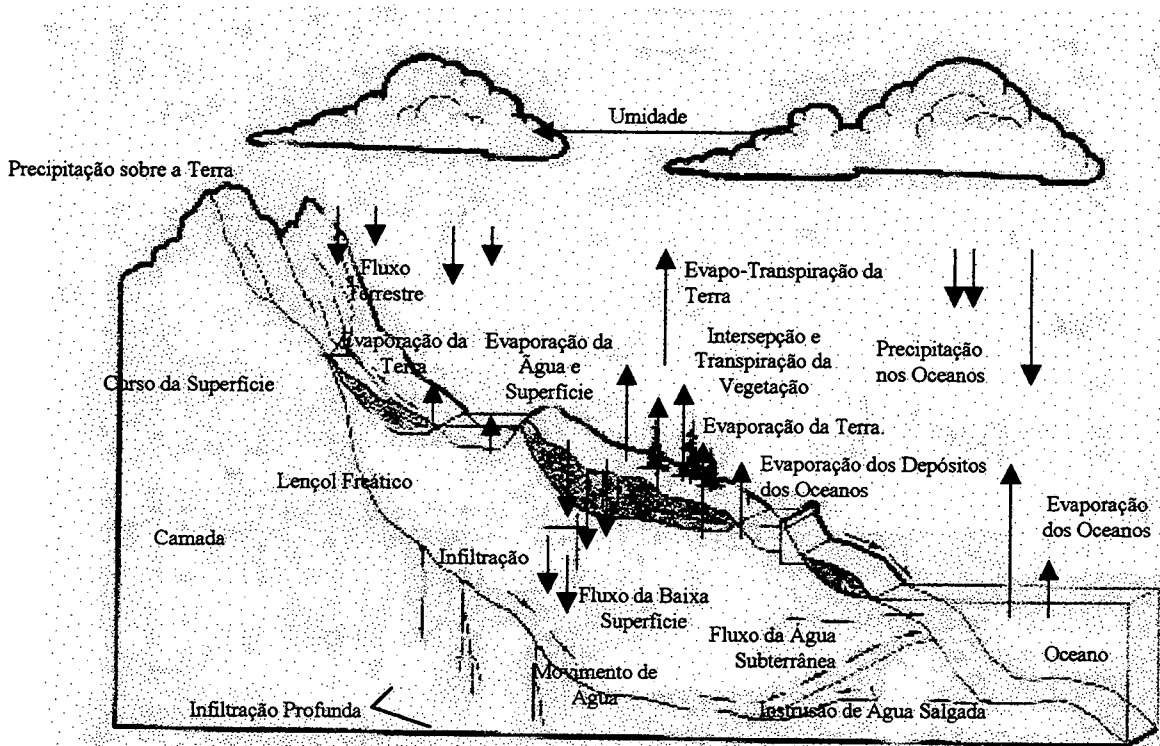 Umidade
Precipitação sobre a Terra
Fluxo
Terrestre
Evapo-Transpiração da
Terra
Evaporação da
Terra
Evaporação da
Água e
Superfície
Intersepção e
Transpiração da
Vegetação
Precipitação
nos Oceanos
Curso da Superfície
Evaporação da Terra.
Lençol Freático
Evaporação dos Depósitos
dos Oceanos
Evaporação
dos Oceanos
Camada
Infiltração
Fluxo da Baixa
Superfície
Fluxo da Água
Subterrânea
Oceano
Movimento de
Agua
Infiltração Profunda
Instrusão de Água Salgada